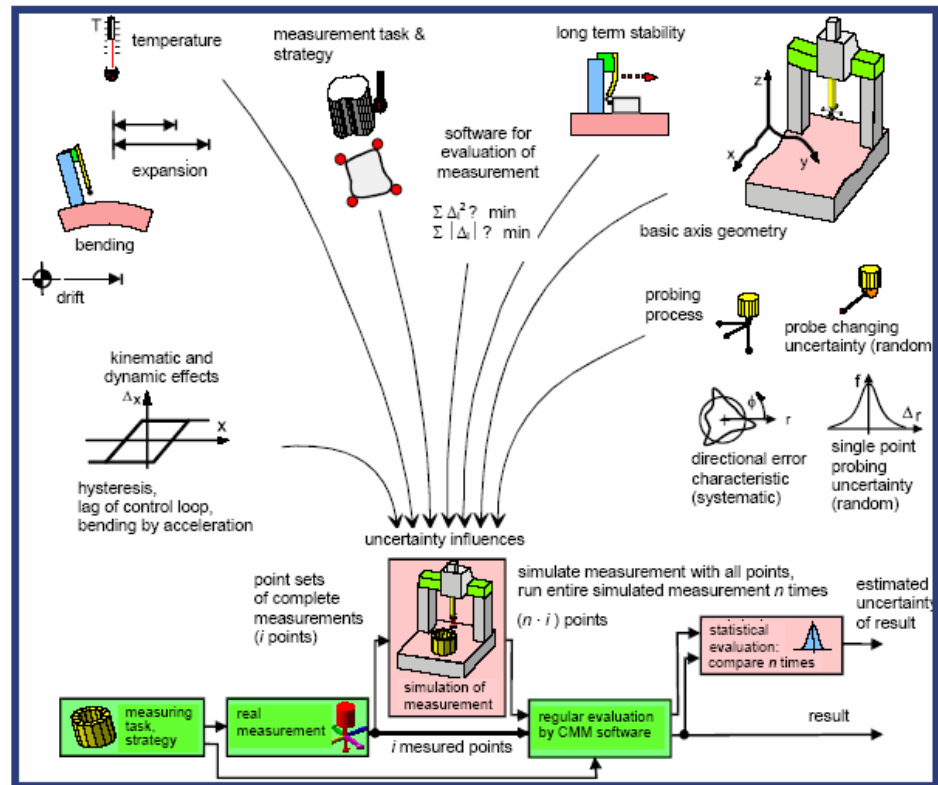 T
temperature
expansion
bending
drift
measurement task &
strategy
software for
evaluation of
measurement
Σ Δᵢ² ? min
Σ |Δᵢ| ? min
long term stability
z
x
y
basic axis geometry
probing
process
probe changing
uncertainty (random
kinematic and
dynamic effects
Δx
x
hysteresis,
lag of control loop,
bending by acceleration
ϕ
r
directional error
characteristic
(systematic)
f
Δr
single point
probing
uncertainty
(random)
uncertainty influences
point sets
of complete
measurements
(i points)
simulation of
measurement
simulate measurement with all points,
run entire simulated measurement n times
(n · i ) points
statistical
evaluation:
compare n times
estimated
uncertainty
of result
measuring
task,
strategy
real
measurement
i mesured points
regular evaluation
by CMM software
result